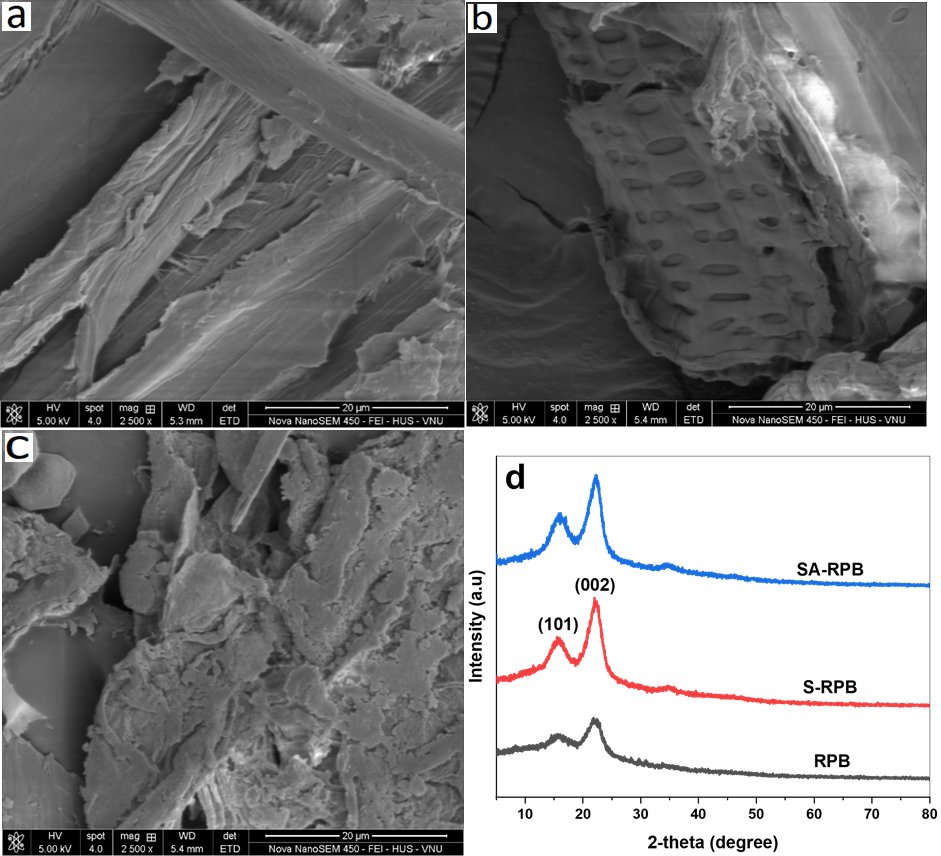 a
HV spot mag WD det 20 µm
5.00 kV 4.0 2 500 x 5.3 mm ETD Nova NanoSEM 450 - FEI - HUS - VNU
b
HV spot mag WD det 20 µm
5.00 kV 4.0 2 500 x 5.4 mm ETD Nova NanoSEM 450 - FEI - HUS - VNU
C
HV spot mag WD det 20 µm
5.00 kV 4.0 2 500 x 5.4 mm ETD Nova NanoSEM 450 - FEI - HUS - VNU
d
SA-RPB
(002)
(101)
S-RPB
RPB
Intensity (a.u)
10 20 30 40 50 60 70 80
2-theta (degree)